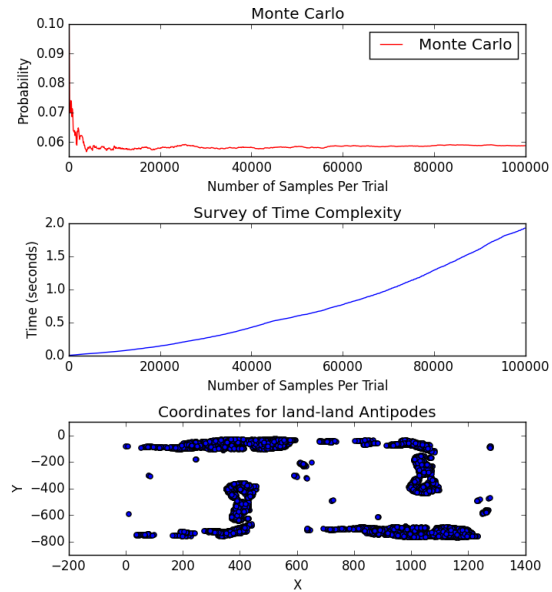 Monte Carlo
0.10
0.09
0.08
0.07
0.06
Probability
Monte Carlo
0 20000 40000 60000 80000 100000
Number of Samples Per Trial
Survey of Time Complexity
2.0
1.5
1.0
0.5
0.0
Time (seconds)
0 20000 40000 60000 80000 100000
Number of Samples Per Trial
Coordinates for land-land Antipodes
0
−200
−400
−600
−800
Y
−200 0 200 400 600 800 1000 1200 1400
X